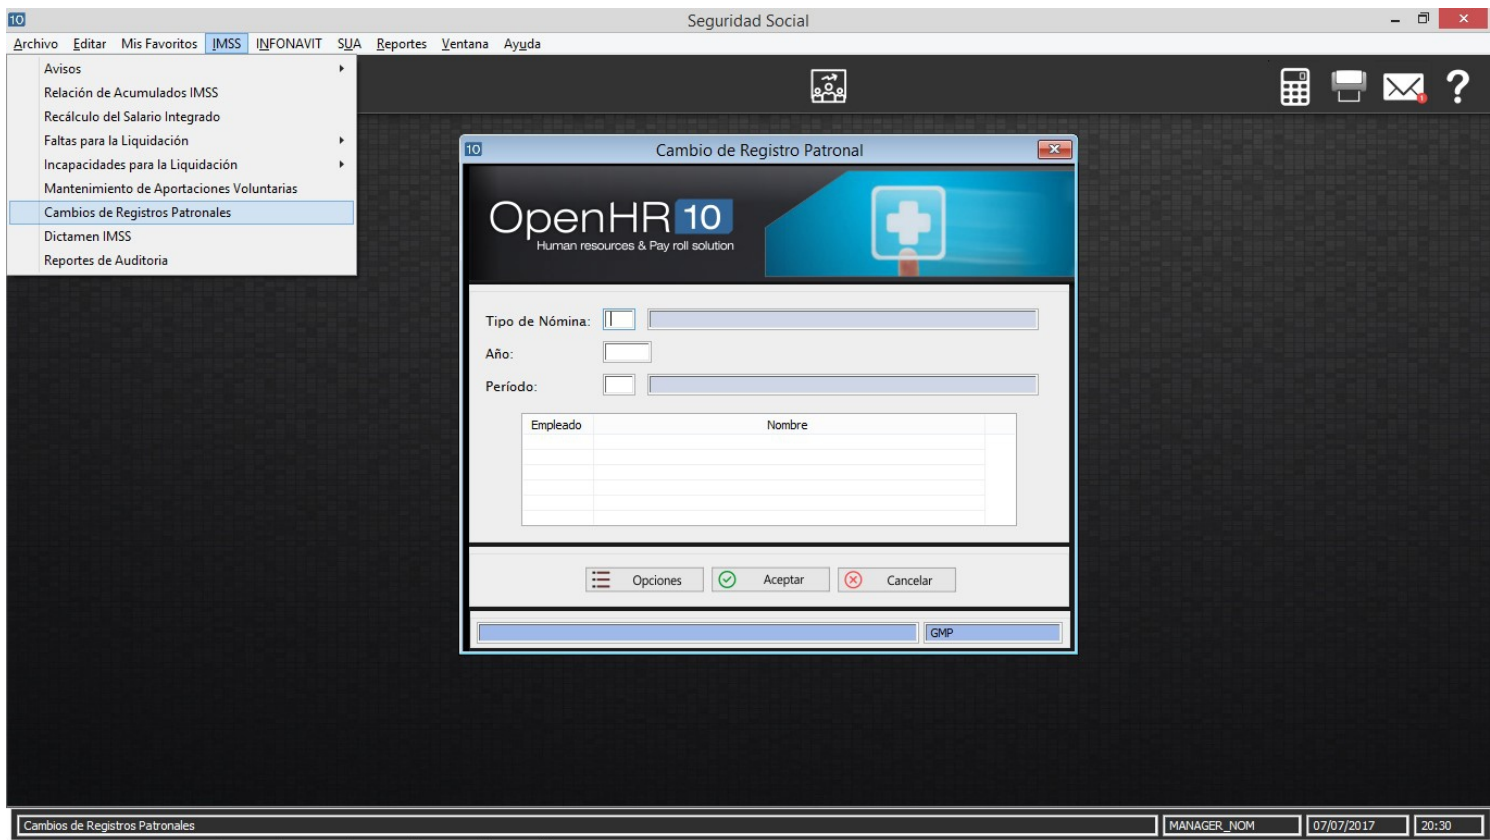 10
Seguridad Social
Archivo Editar Mis Favoritos IMSS INFONAVIT SUA Reportes Ventana Ayuda
Avisos
Relación de Acumulados IMSS
Recálculo del Salario Integrado
Faltas para la Liquidación
Incapacidades para la Liquidación
Mantenimiento de Aportaciones Voluntarias
Cambios de Registros Patronales
Dictamen IMSS
Reportes de Auditoria
10 Cambio de Registro Patronal
OpenHR 10
Human resources & Pay roll solution
Tipo de Nómina:
Año:
Período:
Empleado Nombre
Opciones Aceptar Cancelar
GMP
Cambios de Registros Patronales MANAGER_NOM 07/07/2017 20:30